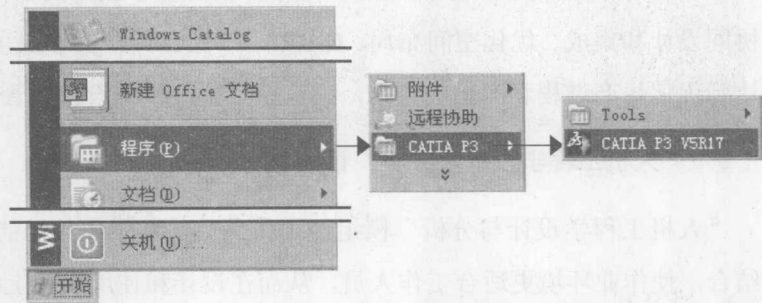 Windows Catalog
新建 Office 文档
程序(P)
文档(D)
关机(U)...
开始
附件
远程协助
CATIA P3
Tools
CATIA P3 V5R17